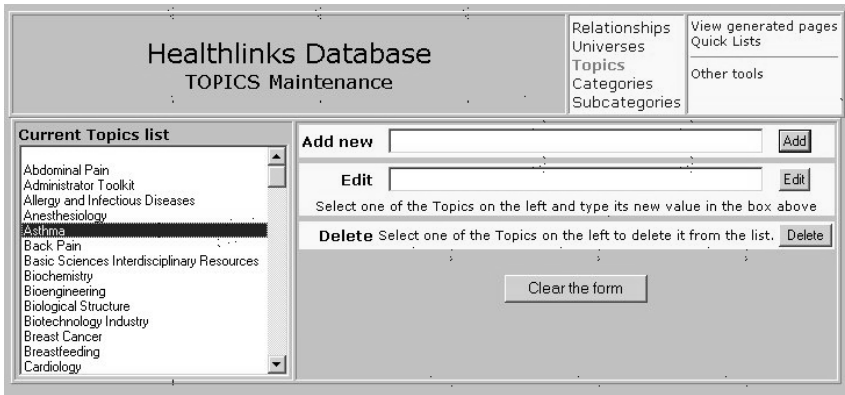 Healthlinks Database
TOPICS Maintenance
Relationships
Universes
Topics
Categories
Subcategories
View generated pages
Quick Lists
Other tools
Current Topics list
Abdominal Pain
Administrator Toolkit
Allergy and Infectious Diseases
Anesthesiology
Asthma
Back Pain
Basic Sciences Interdisciplinary Resources
Biochemistry
Bioengineering
Biological Structure
Biotechnology Industry
Breast Cancer
Breastfeeding
Cardiology
Add new Add
Edit Edit
Select one of the Topics on the left and type its new value in the box above
Delete Select one of the Topics on the left to delete it from the list. Delete
Clear the form